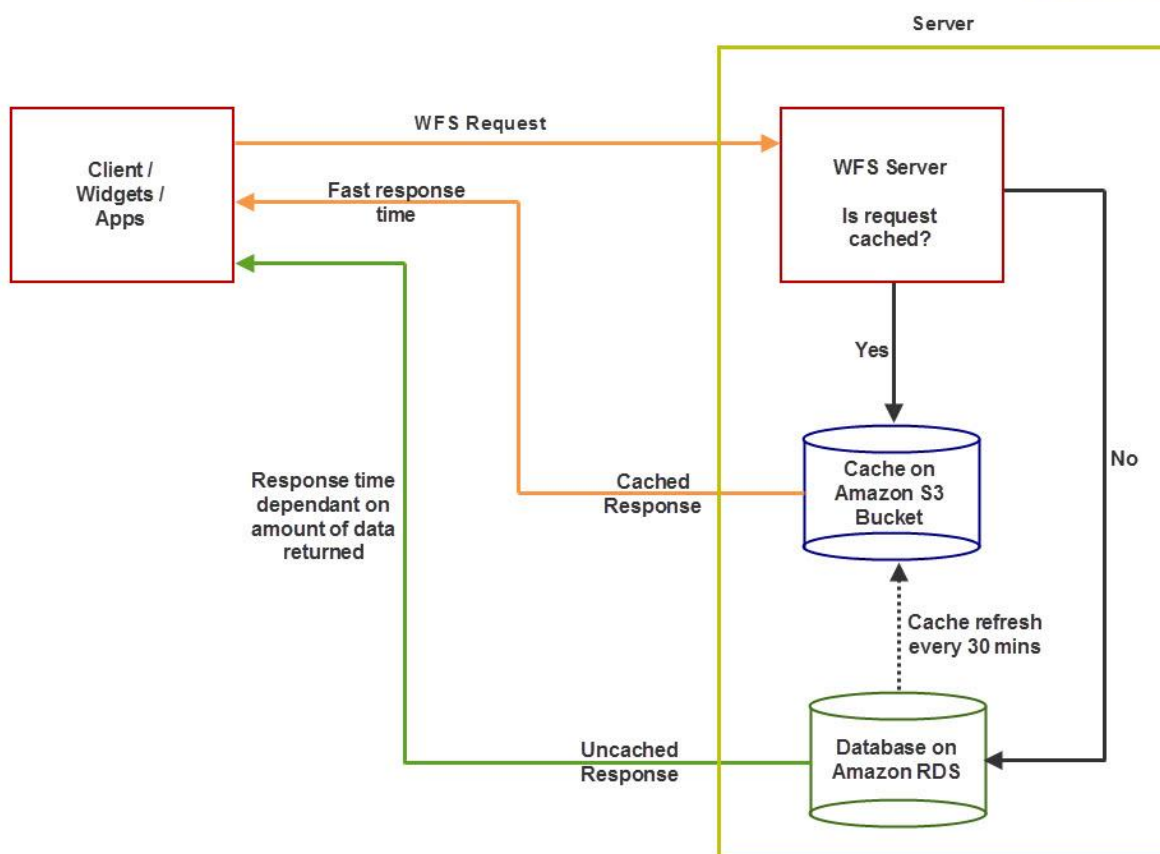 Server
WFS Request
Client /
Widgets /
Apps
Fast response
time
WFS Server
Is request
cached?
Yes
No
Cache on
Amazon S3
Bucket
Cached
Response
Response time
dependant on
amount of data
returned
Cache refresh
every 30 mins
Database on
Amazon RDS
Uncached
Response